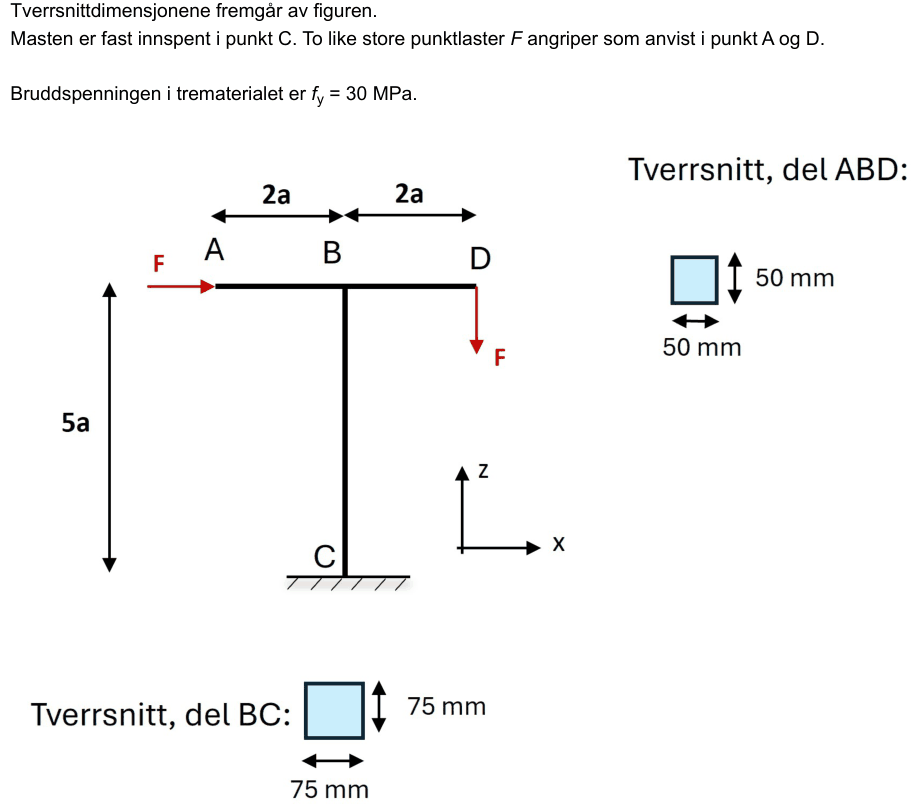 Tverrsnittdimensjonene fremgår av figuren.
Masten er fast innspent i punkt C. To like store punktlaster F angriper som anvist i punkt A og D.
Bruddspenningen i trematerialet er fy = 30 MPa.
Tverrsnitt, del ABD:
2a
2a
A
B
D
F
50 mm
50 mm
F
5a
z
x
C
Tverrsnitt, del BC:
75 mm
75 mm